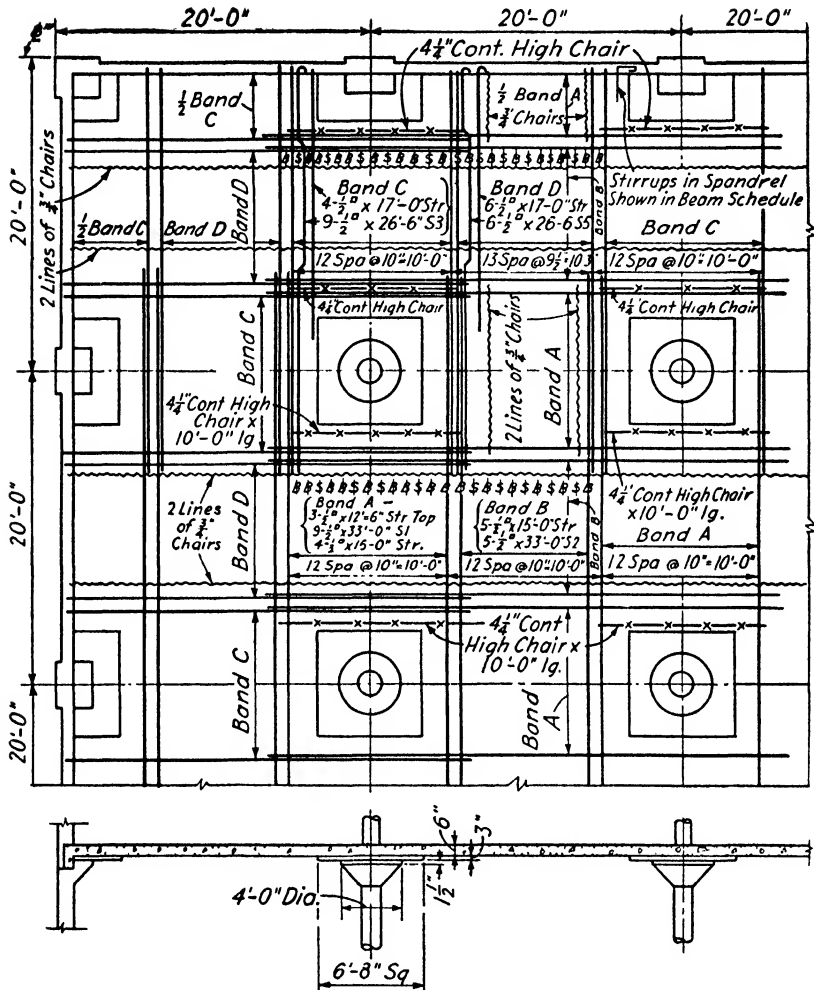 20'-0"
20'-0"
20'-0"
8"
4¼" Cont. High Chair
½ Band C
½ Band A
¾" Chairs
B S B B S B B S B B S B
Stirrups in Spandrel
Shown in Beam Schedule
20'-0"
2 Lines of ¾" Chairs
½ Band C
Band D
Band D
Band C
4-½"▫ x 17'-0" Str
9-½"▫ x 26'-6" S3
Band D
6-½"▫ x 17'-0" Str
6-½"▫ x 26-6 S5
Band B
Band C
12 Spa @ 10" = 10'-0"
13 Spa @ 9½ = 10 3
12 Spa @ 10" = 10'-0"
4¼ Cont High Chair
4¼ Cont High Chair
Band C
2 Lines of ¾" Chairs
Band A
4¼" Cont High
Chair x
10'-0" lg
20'-0"
4¼" Cont High Chair
x 10'-0" lg.
2 Lines
of ¾"
Chairs
Band D
Band A –
3-½"▫ x 12'-6" Str Top
9-½"▫ x 33'-0" S1
4-½"▫ x 15-0" Str.
Band B
5-½"▫ x 15'-0 Str
5-½"▫ x 33'-0" S2
Band B
Band A
12 Spa @ 10" = 10'-0"
12 Spa @ 10" = 10'-0"
12 Spa @ 10" = 10'-0"
4¼" Cont
High Chair x
10'-0" lg.
Band C
Band
A
20'-0"
6"
3"
1½"
4'-0" Dia.
6'-8" Sq